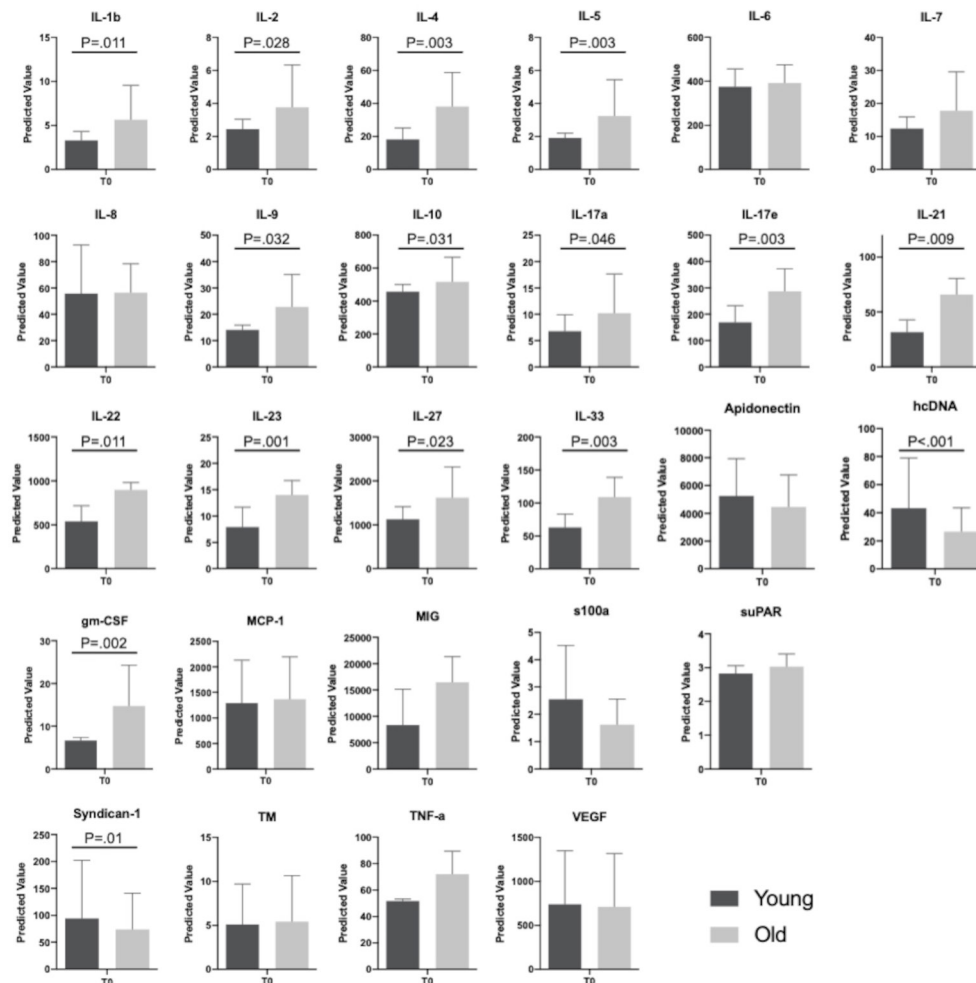 IL-1b IL-2 IL-4 IL-5 IL-6 IL-7
P=.011 P=.028 P=.003 P=.003
Predicted Value Predicted Value Predicted Value Predicted Value Predicted Value Predicted Value
15 10 5 0
8 6 4 2 0
80 60 40 20 0
8 6 4 2 0
600 400 200 0
40 30 20 10 0
T0 T0 T0 T0 T0 T0
IL-8 IL-9 IL-10 IL-17a IL-17e IL-21
P=.032 P=.031 P=.046 P=.003 P=.009
Predicted Value Predicted Value Predicted Value Predicted Value Predicted Value Predicted Value
100 80 60 40 20 0
50 40 30 20 10 0
800 600 400 200 0
25 20 15 10 5 0
500 400 300 200 100 0
100 50 0
T0 T0 T0 T0 T0 T0
IL-22 IL-23 IL-27 IL-33 Apidonectin hcDNA
P=.011 P=.001 P=.023 P=.003 P<.001
Predicted Value Predicted Value Predicted Value Predicted Value Predicted Value Predicted Value
1500 1000 500 0
25 20 15 10 5 0
3000 2000 1000 0
200 150 100 50 0
10000 8000 6000 4000 2000 0
100 80 60 40 20 0
T0 T0 T0 T0 T0 T0
gm-CSF MCP-1 MIG s100a suPAR
P=.002
Predicted Value Predicted Value Predicted Value Predicted Value Predicted Value
30 20 10 0
2500 2000 1500 1000 500 0
25000 20000 15000 10000 5000 0
5 4 3 2 1 0
4 3 2 1 0
T0 T0 T0 T0 T0
Syndican-1 TM TNF-a VEGF
P=.01
Predicted Value Predicted Value Predicted Value Predicted Value
250 200 150 100 50 0
15 10 5 0
100 80 60 40 20 0
1500 1000 500 0
T0 T0 T0 T0
Young
Old